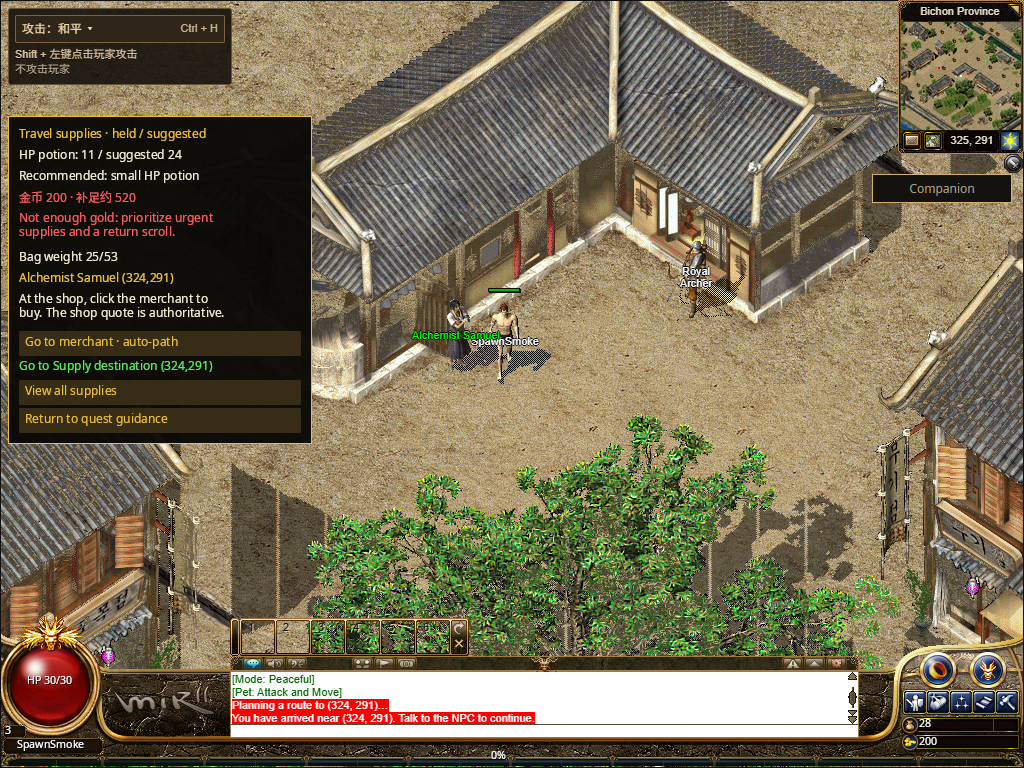 攻击：和平
Ctrl + H
Shift + 左键点击玩家攻击
不攻击玩家
Bichon Province
325, 291
Companion
Travel supplies · held / suggested
HP potion: 11 / suggested 24
Recommended: small HP potion
金币 200 · 补足约 520
Not enough gold: prioritize urgent
supplies and a return scroll.
Bag weight 25/53
Alchemist Samuel (324,291)
At the shop, click the merchant to
buy. The shop quote is authoritative.
Go to merchant · auto-path
Go to Supply destination (324,291)
View all supplies
Return to quest guidance
Royal
Archer
Alchemist Samuel
SpawnSmoke
1
2
HP 30/30
3
SpawnSmoke
[Mode: Peaceful]
[Pet: Attack and Move]
Planning a route to (324, 291)...
You have arrived near (324, 291). Talk to the NPC to continue.
0%
28
200